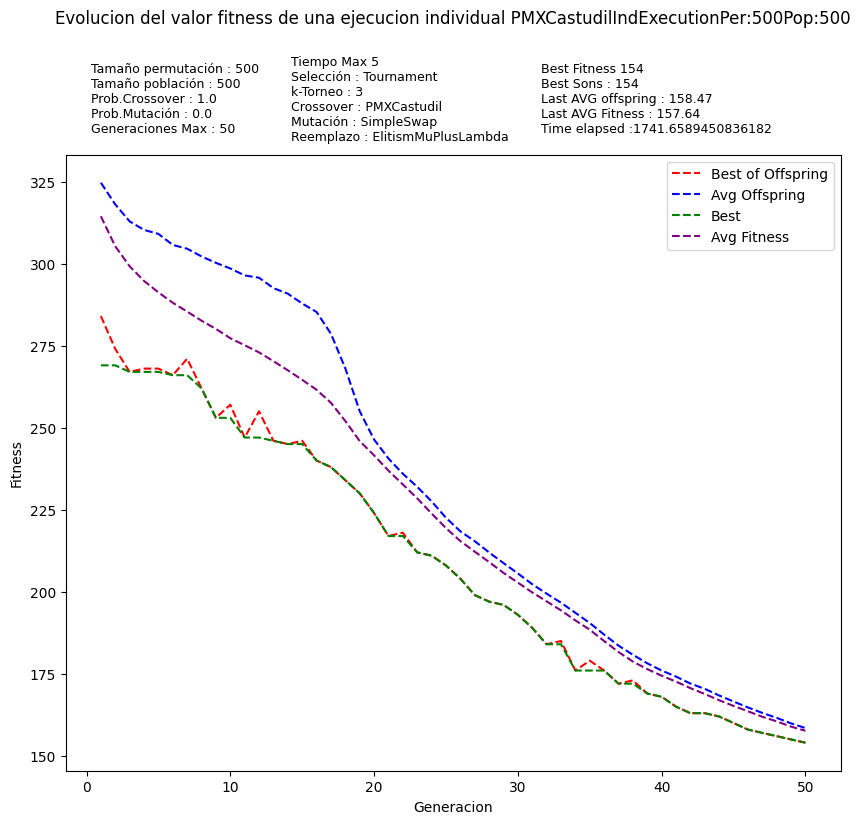 Evolucion del valor fitness de una ejecucion individual PMXCastudilIndExecutionPer:500Pop:500
Tamaño permutación : 500
Tamaño población : 500
Prob.Crossover : 1.0
Prob.Mutación : 0.0
Generaciones Max : 50
Tiempo Max 5
Selección : Tournament
k-Torneo : 3
Crossover : PMXCastudil
Mutación : SimpleSwap
Reemplazo : ElitismMuPlusLambda
Best Fitness 154
Best Sons : 154
Last AVG offspring : 158.47
Last AVG Fitness : 157.64
Time elapsed :1741.6589450836182
Best of Offspring
Avg Offspring
Best
Avg Fitness
Fitness
325
300
275
250
225
200
175
150
0 10 20 30 40 50
Generacion